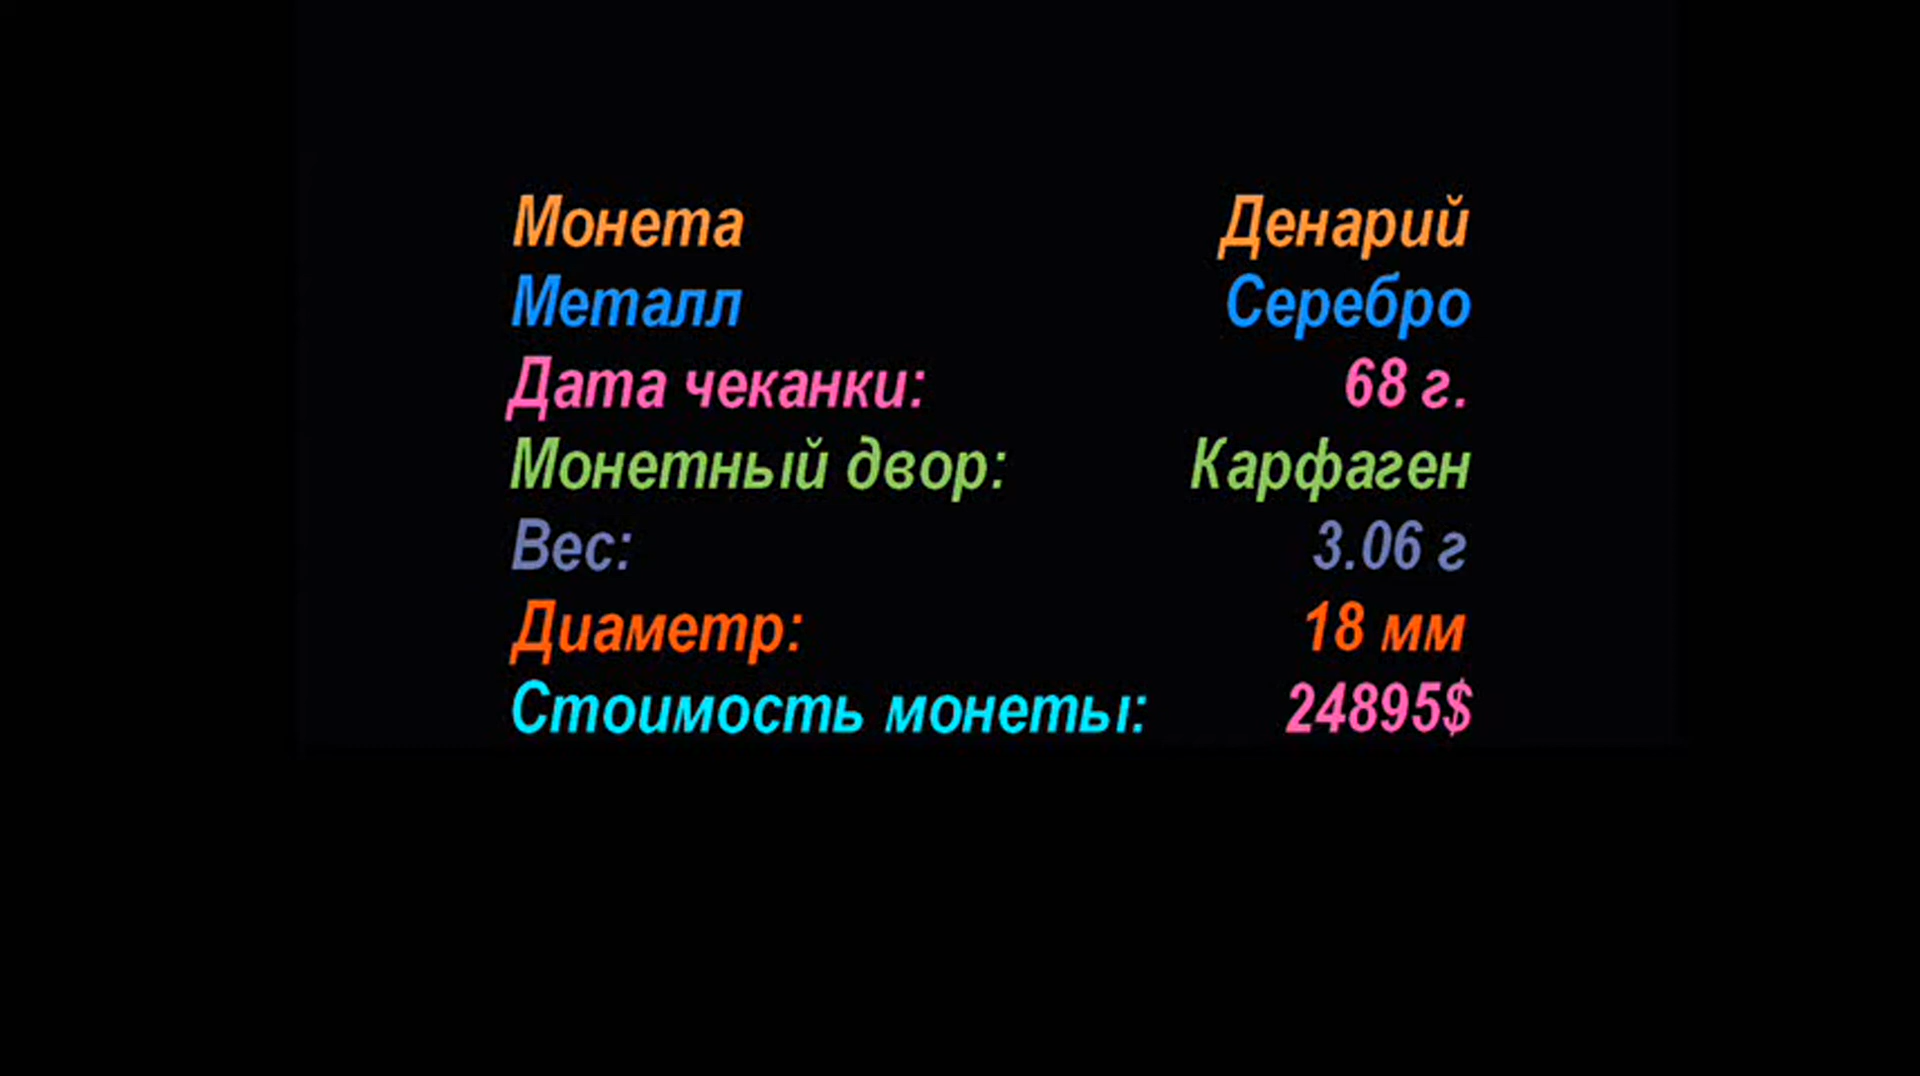 Монета Денарий
Металл Серебро
Дата чеканки: 68 г.
Монетный двор: Карфаген
Вес: 3.06 г
Диаметр: 18 мм
Стоимость монеты: 24895$